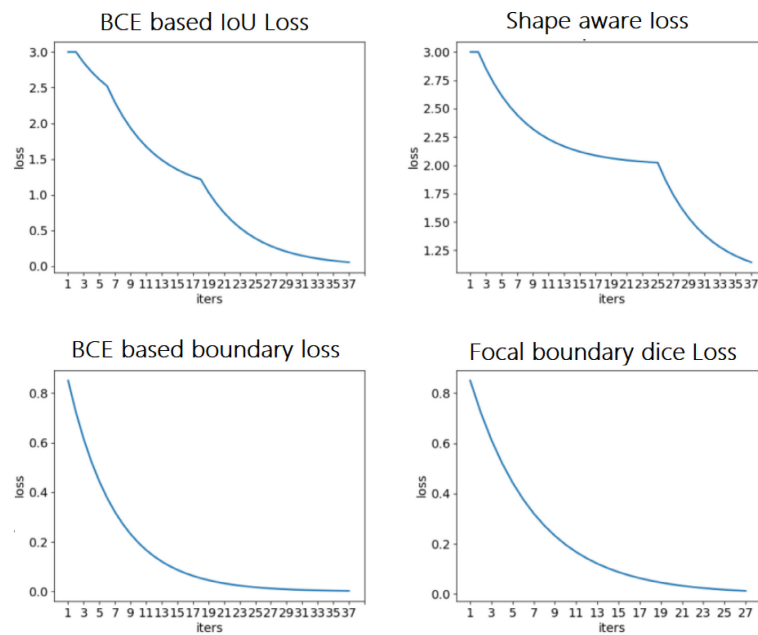 BCE based IoU Loss
3.0
2.5
2.0
1.5
1.0
0.5
0.0
loss
1 3 5 7 9 11 13 15 17 19 21 23 25 27 29 31 33 35 37
iters
Shape aware loss
3.00
2.75
2.50
2.25
2.00
1.75
1.50
1.25
loss
1 3 5 7 9 11 13 15 17 19 21 23 25 27 29 31 33 35 37
iters
BCE based boundary loss
0.8
0.6
0.4
0.2
0.0
loss
1 3 5 7 9 11 13 15 17 19 21 23 25 27 29 31 33 35 37
iters
Focal boundary dice Loss
0.8
0.6
0.4
0.2
0.0
loss
1 3 5 7 9 11 13 15 17 19 21 23 25 27
iters